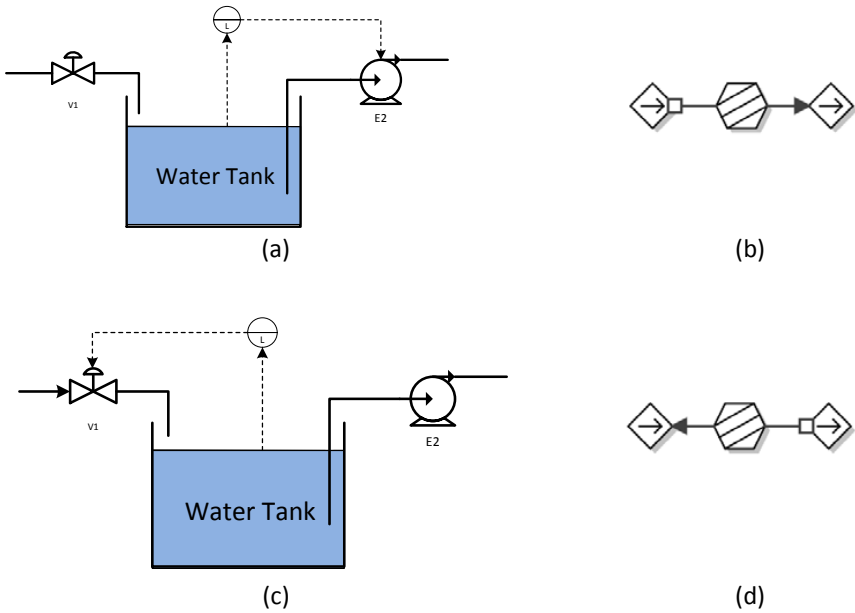 L
V1
E2
Water Tank
(a)
(b)
L
V1
E2
Water Tank
(c)
(d)